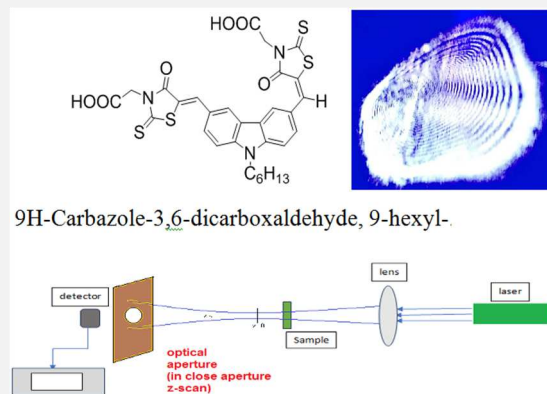 HOOC
S
N
S
O
HOOC
O
N
S
S
H
N
C6H13
9H-Carbazole-3,6-dicarboxaldehyde, 9-hexyl-.
lens
laser
detector
Sample
optical
aperture
(in close aperture
z-scan)